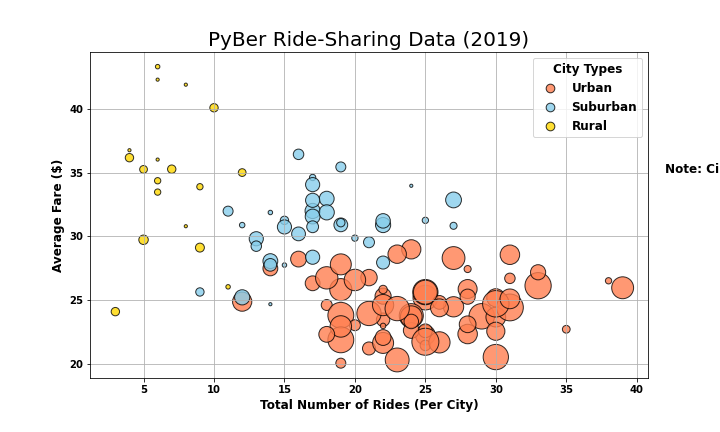 PyBer Ride-Sharing Data (2019)
City Types
Urban
Suburban
Rural
Note: Ci
Average Fare ($)
40
35
30
25
20
5 10 15 20 25 30 35 40
Total Number of Rides (Per City)